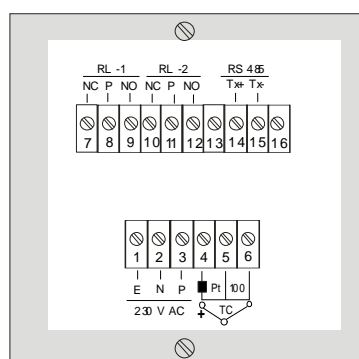 RL -1 RL -2 RS 485
NC P NO NC P NO Tx+ Tx-
7 8 9 10 11 12 13 14 15 16
1 2 3 4 5 6
E N P Pt 100
230 V AC + TC